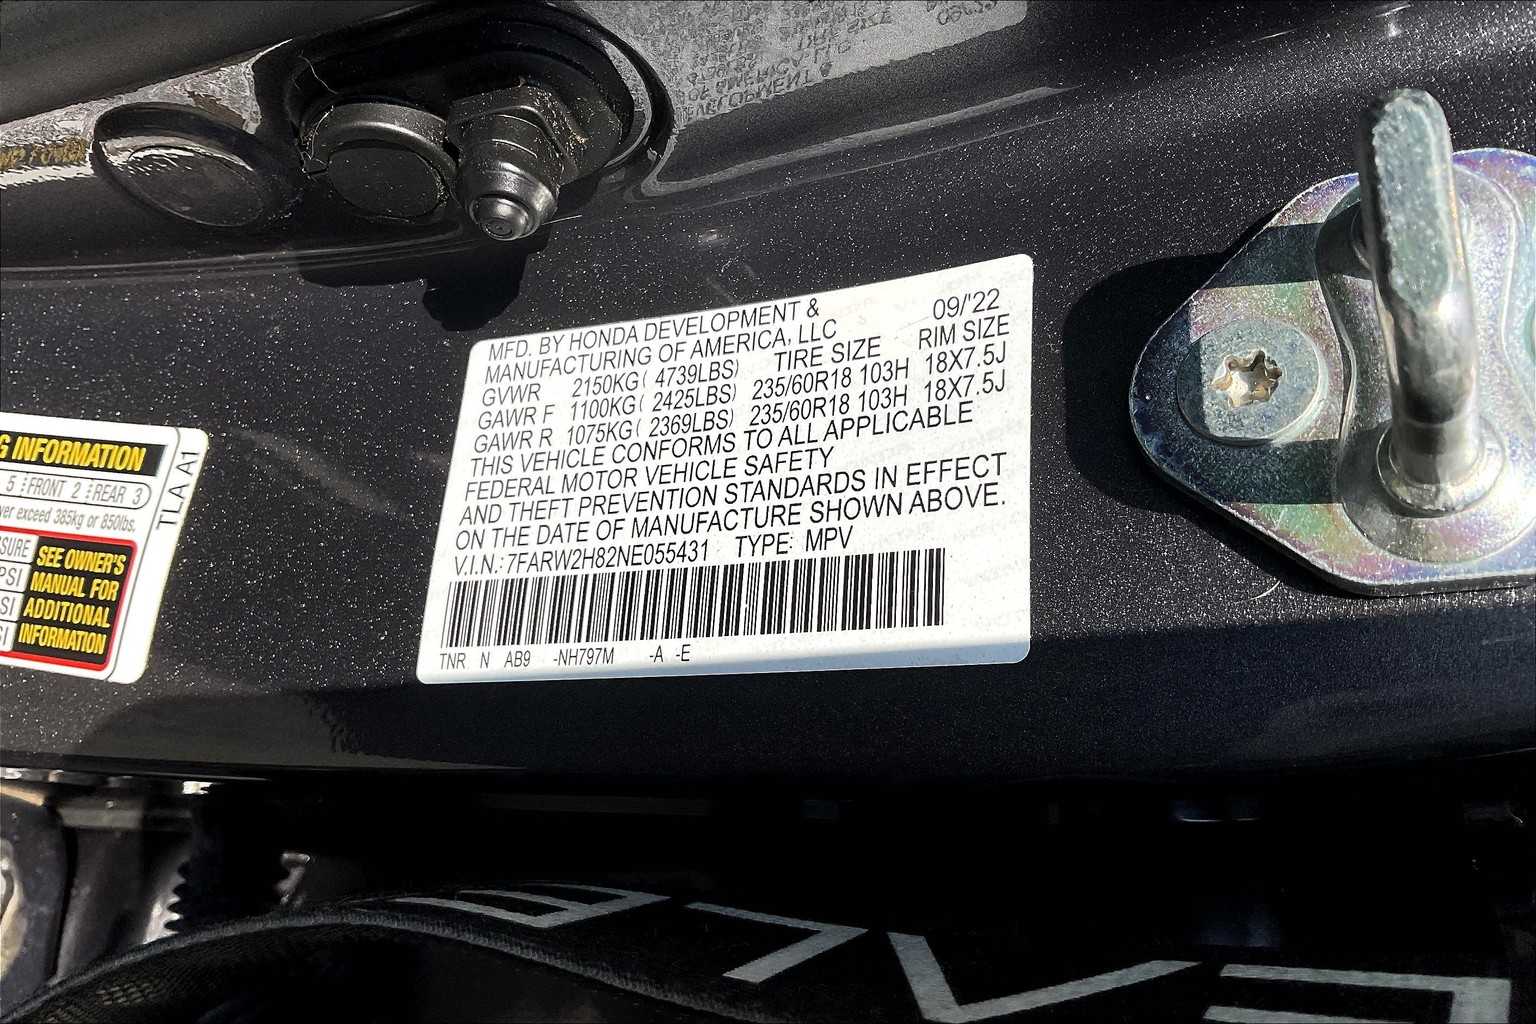 MFD. BY HONDA DEVELOPMENT &
MANUFACTURING OF AMERICA, LLC 09/'22
GVWR 2150KG( 4739LBS) TIRE SIZE RIM SIZE
GAWR F 1100KG( 2425LBS) 235/60R18 103H 18X7.5J
GAWR R 1075KG( 2369LBS) 235/60R18 103H 18X7.5J
THIS VEHICLE CONFORMS TO ALL APPLICABLE
FEDERAL MOTOR VEHICLE SAFETY
AND THEFT PREVENTION STANDARDS IN EFFECT
ON THE DATE OF MANUFACTURE SHOWN ABOVE.
V.I.N.: 7FARW2H82NE055431 TYPE: MPV
TNR N AB9 -NH797M -A -E
G INFORMATION
5 FRONT 2 REAR 3
exceed 385kg or 850lbs.
TLA A1
SEE OWNER'S
MANUAL FOR
ADDITIONAL
INFORMATION